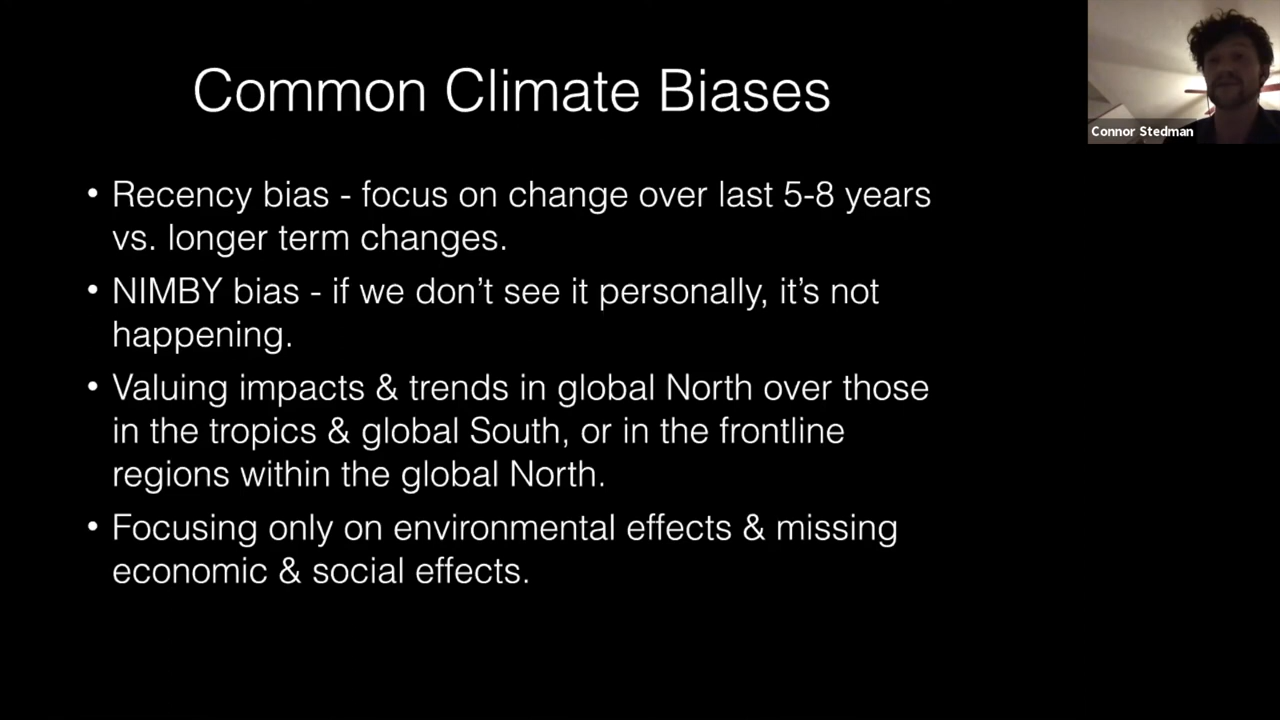 Common Climate Biases
Connor Stedman
• Recency bias - focus on change over last 5-8 years
vs. longer term changes.
• NIMBY bias - if we don’t see it personally, it’s not
happening.
• Valuing impacts & trends in global North over those
in the tropics & global South, or in the frontline
regions within the global North.
• Focusing only on environmental effects & missing
economic & social effects.